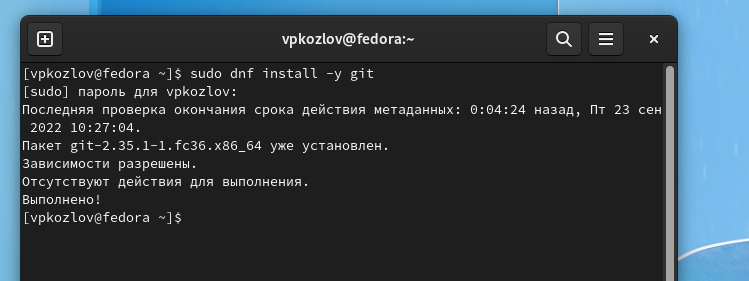 vpkozlov@fedora:~
[vpkozlov@fedora ~]$ sudo dnf install -y git
[sudo] пароль для vpkozlov:
Последняя проверка окончания срока действия метаданных: 0:04:24 назад, Пт 23 сен
 2022 10:27:04.
Пакет git-2.35.1-1.fc36.x86_64 уже установлен.
Зависимости разрешены.
Отсутствуют действия для выполнения.
Выполнено!
[vpkozlov@fedora ~]$